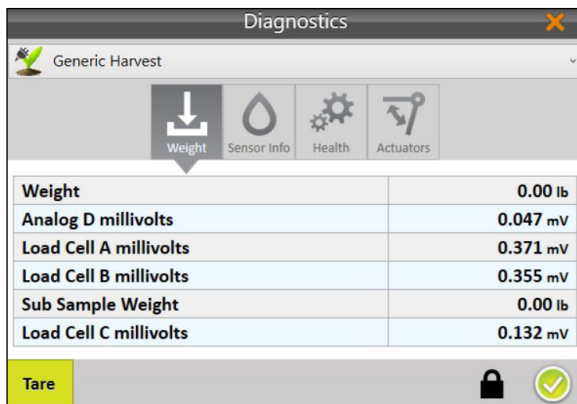 Diagnostics
Generic Harvest
Weight Sensor Info Health Actuators
Weight 0.00 lb
Analog D millivolts 0.047 mV
Load Cell A millivolts 0.371 mV
Load Cell B millivolts 0.355 mV
Sub Sample Weight 0.00 lb
Load Cell C millivolts 0.132 mV
Tare